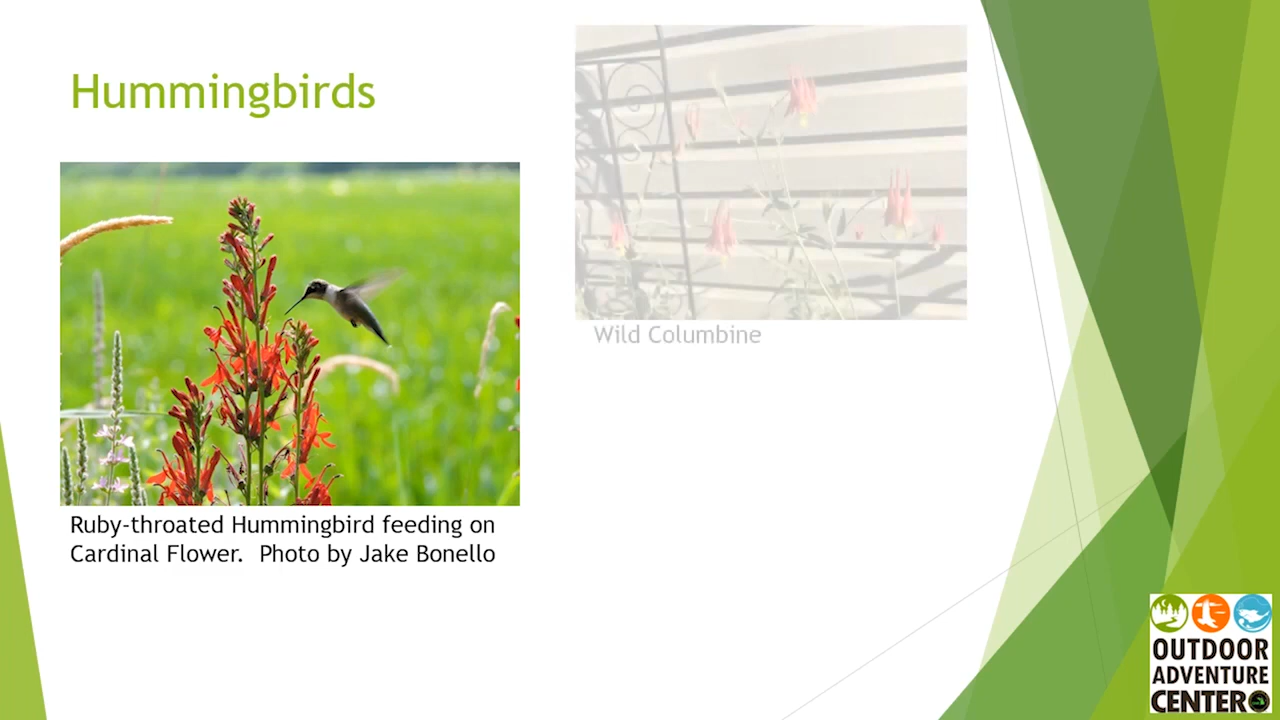 Hummingbirds
Ruby-throated Hummingbird feeding on
Cardinal Flower.  Photo by Jake Bonello
Wild Columbine
OUTDOOR
ADVENTURE
CENTER